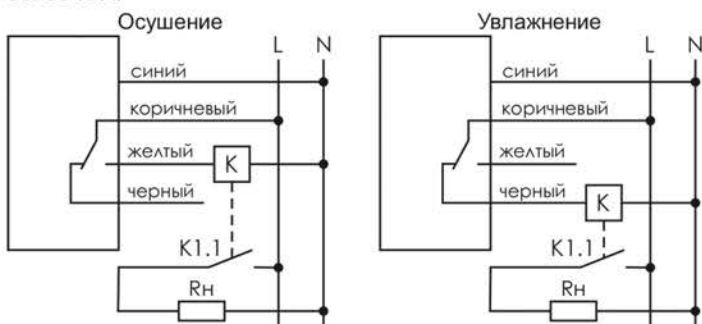 Осушение
L N
синий
коричневый
желтый
K
черный
K1.1
Rн
Увлажнение
L N
синий
коричневый
желтый
черный
K
K1.1
Rн